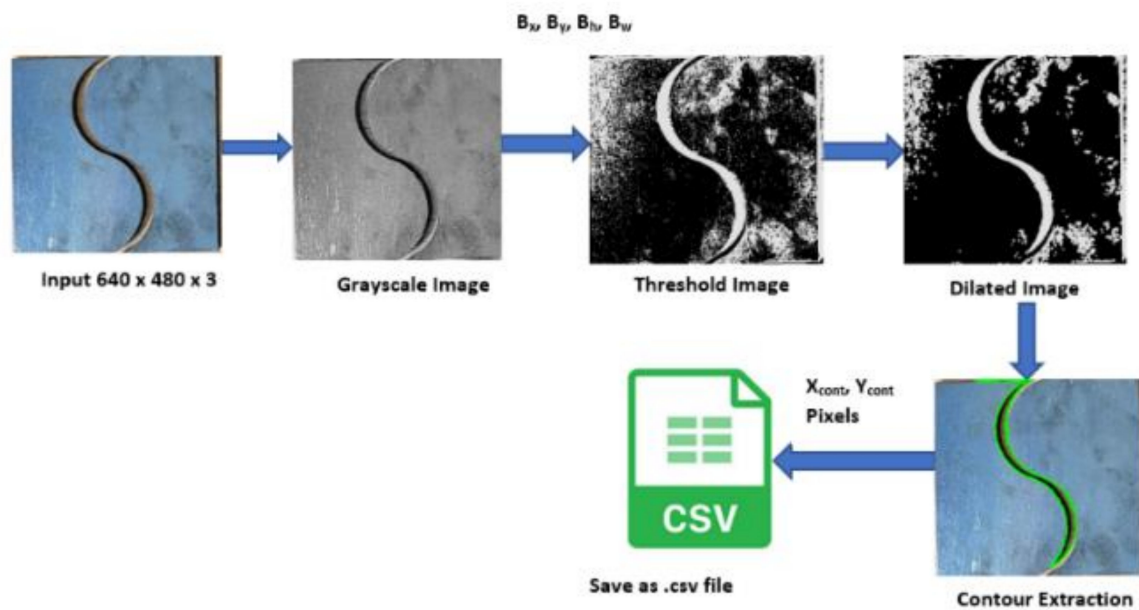 Bx, By, Bh, Bw
Input 640 x 480 x 3
Grayscale Image
Threshold Image
Dilated Image
Xcont, Ycont
Pixels
CSV
Save as .csv file
Contour Extraction